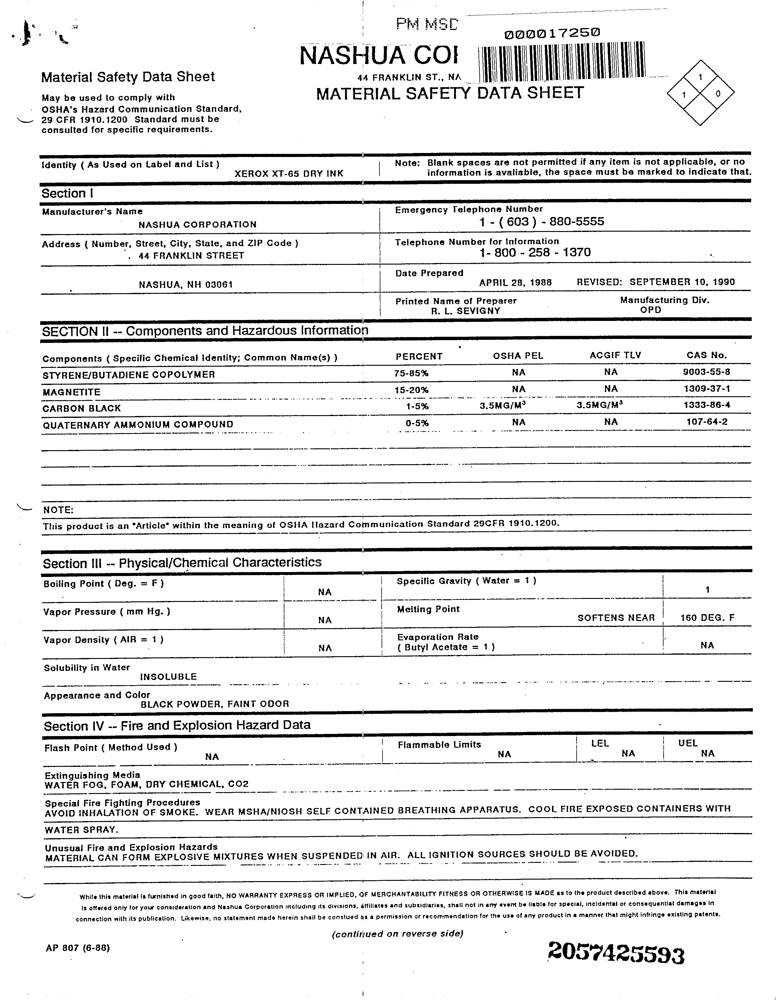 PM MSD
000017250
NASHUA CO
44 FRANKLIN ST., NA
MATERIAL SAFETY DATA SHEET
1
1
0
Material Safety Data Sheet
May be used to comply with
OSHA's Hazard Communication Standard,
29 CFR 1910.1200 Standard must be
consulted for specific requirements.
Identity ( As Used on Label and List )
XEROX XT-65 DRY INK
Note: Blank spaces are not permitted if any item is not applicable, or no
information is available, the space must be marked to indicate that.
Section I
Manufacturer's Name
NASHUA CORPORATION
Emergency Telephone Number
1 - ( 603 ) - 880-5555
Address ( Number, Street, City, State, and ZIP Code )
44 FRANKLIN STREET
Telephone Number for Information
1- 800 - 258 - 1370
NASHUA, NH 03061
Date Prepared
APRIL 28, 1988 REVISED: SEPTEMBER 10, 1990
Printed Name of Preparer
R. L. SEVIGNY
Manufacturing Div.
OPD
SECTION II -- Components and Hazardous Information
Components ( Specific Chemical Identity; Common Name(s) ) PERCENT OSHA PEL ACGIF TLV CAS No.
STYRENE/BUTADIENE COPOLYMER 75-85% NA NA 9003-55-8
MAGNETITE 15-20% NA NA 1309-37-1
CARBON BLACK 1-5% 3.5MG/M³ 3.5MG/M³ 1333-86-4
QUATERNARY AMMONIUM COMPOUND 0-5% NA NA 107-64-2
NOTE:
This product is an "Article" within the meaning of OSHA Hazard Communication Standard 29CFR 1910.1200.
Section III -- Physical/Chemical Characteristics
Boiling Point ( Deg. = F ) NA
Specific Gravity ( Water = 1 ) 1
Vapor Pressure ( mm Hg. ) NA
Melting Point SOFTENS NEAR 160 DEG. F
Vapor Density ( AIR = 1 ) NA
Evaporation Rate
( Butyl Acetate = 1 ) NA
Solubility in Water
INSOLUBLE
Appearance and Color
BLACK POWDER, FAINT ODOR
Section IV -- Fire and Explosion Hazard Data
Flash Point ( Method Used ) NA
Flammable Limits NA
LEL NA
UEL NA
Extinguishing Media
WATER FOG, FOAM, DRY CHEMICAL, CO2
Special Fire Fighting Procedures
AVOID INHALATION OF SMOKE. WEAR MSHA/NIOSH SELF CONTAINED BREATHING APPARATUS. COOL FIRE EXPOSED CONTAINERS WITH
WATER SPRAY.
Unusual Fire and Explosion Hazards
MATERIAL CAN FORM EXPLOSIVE MIXTURES WHEN SUSPENDED IN AIR. ALL IGNITION SOURCES SHOULD BE AVOIDED.
While this material is furnished in good faith, NO WARRANTY EXPRESS OR IMPLIED, OF MERCHANTABILITY FITNESS OR OTHERWISE IS MADE as to the product described above. This material
is offered only for your consideration and Nashua Corporation including its divisions, affiliates and subsidiaries, shall not in any event be liable for special, incidental or consequential damages in
connection with its publication. Likewise, no statement made herein shall be construed as a permission or recommendation for the use of any product in a manner that might infringe existing patents.
(continued on reverse side)
AP 807 (6-88)
2057425593